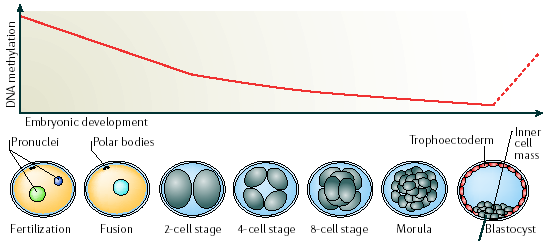 DNA methylation
Embryonic development
Pronuclei
Polar bodies
Trophoectoderm
Inner
cell
mass
Fertilization
Fusion
2-cell stage
4-cell stage
8-cell stage
Morula
Blastocyst